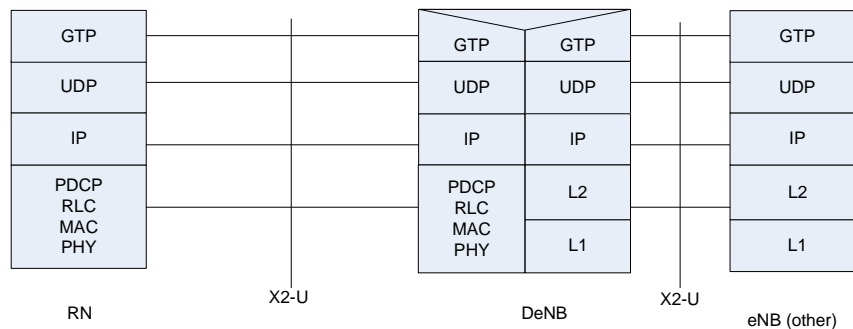 GTP
UDP
IP
PDCP
RLC
MAC
PHY
RN
X2-U
GTP
GTP
UDP
UDP
IP
IP
PDCP
RLC
MAC
PHY
L2
L1
DeNB
X2-U
GTP
UDP
IP
L2
L1
eNB (other)